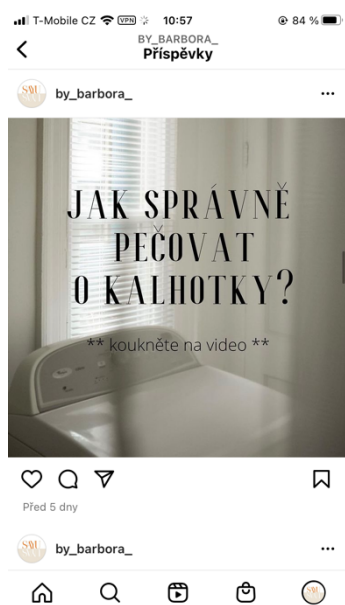 T-Mobile CZ VPN 10:57 84 %
BY_BARBORA_
Příspěvky
by_barbora_
JAK SPRÁVNĚ
PEČOVAT
O KALHOTKY?
** koukněte na video **
Před 5 dny
by_barbora_